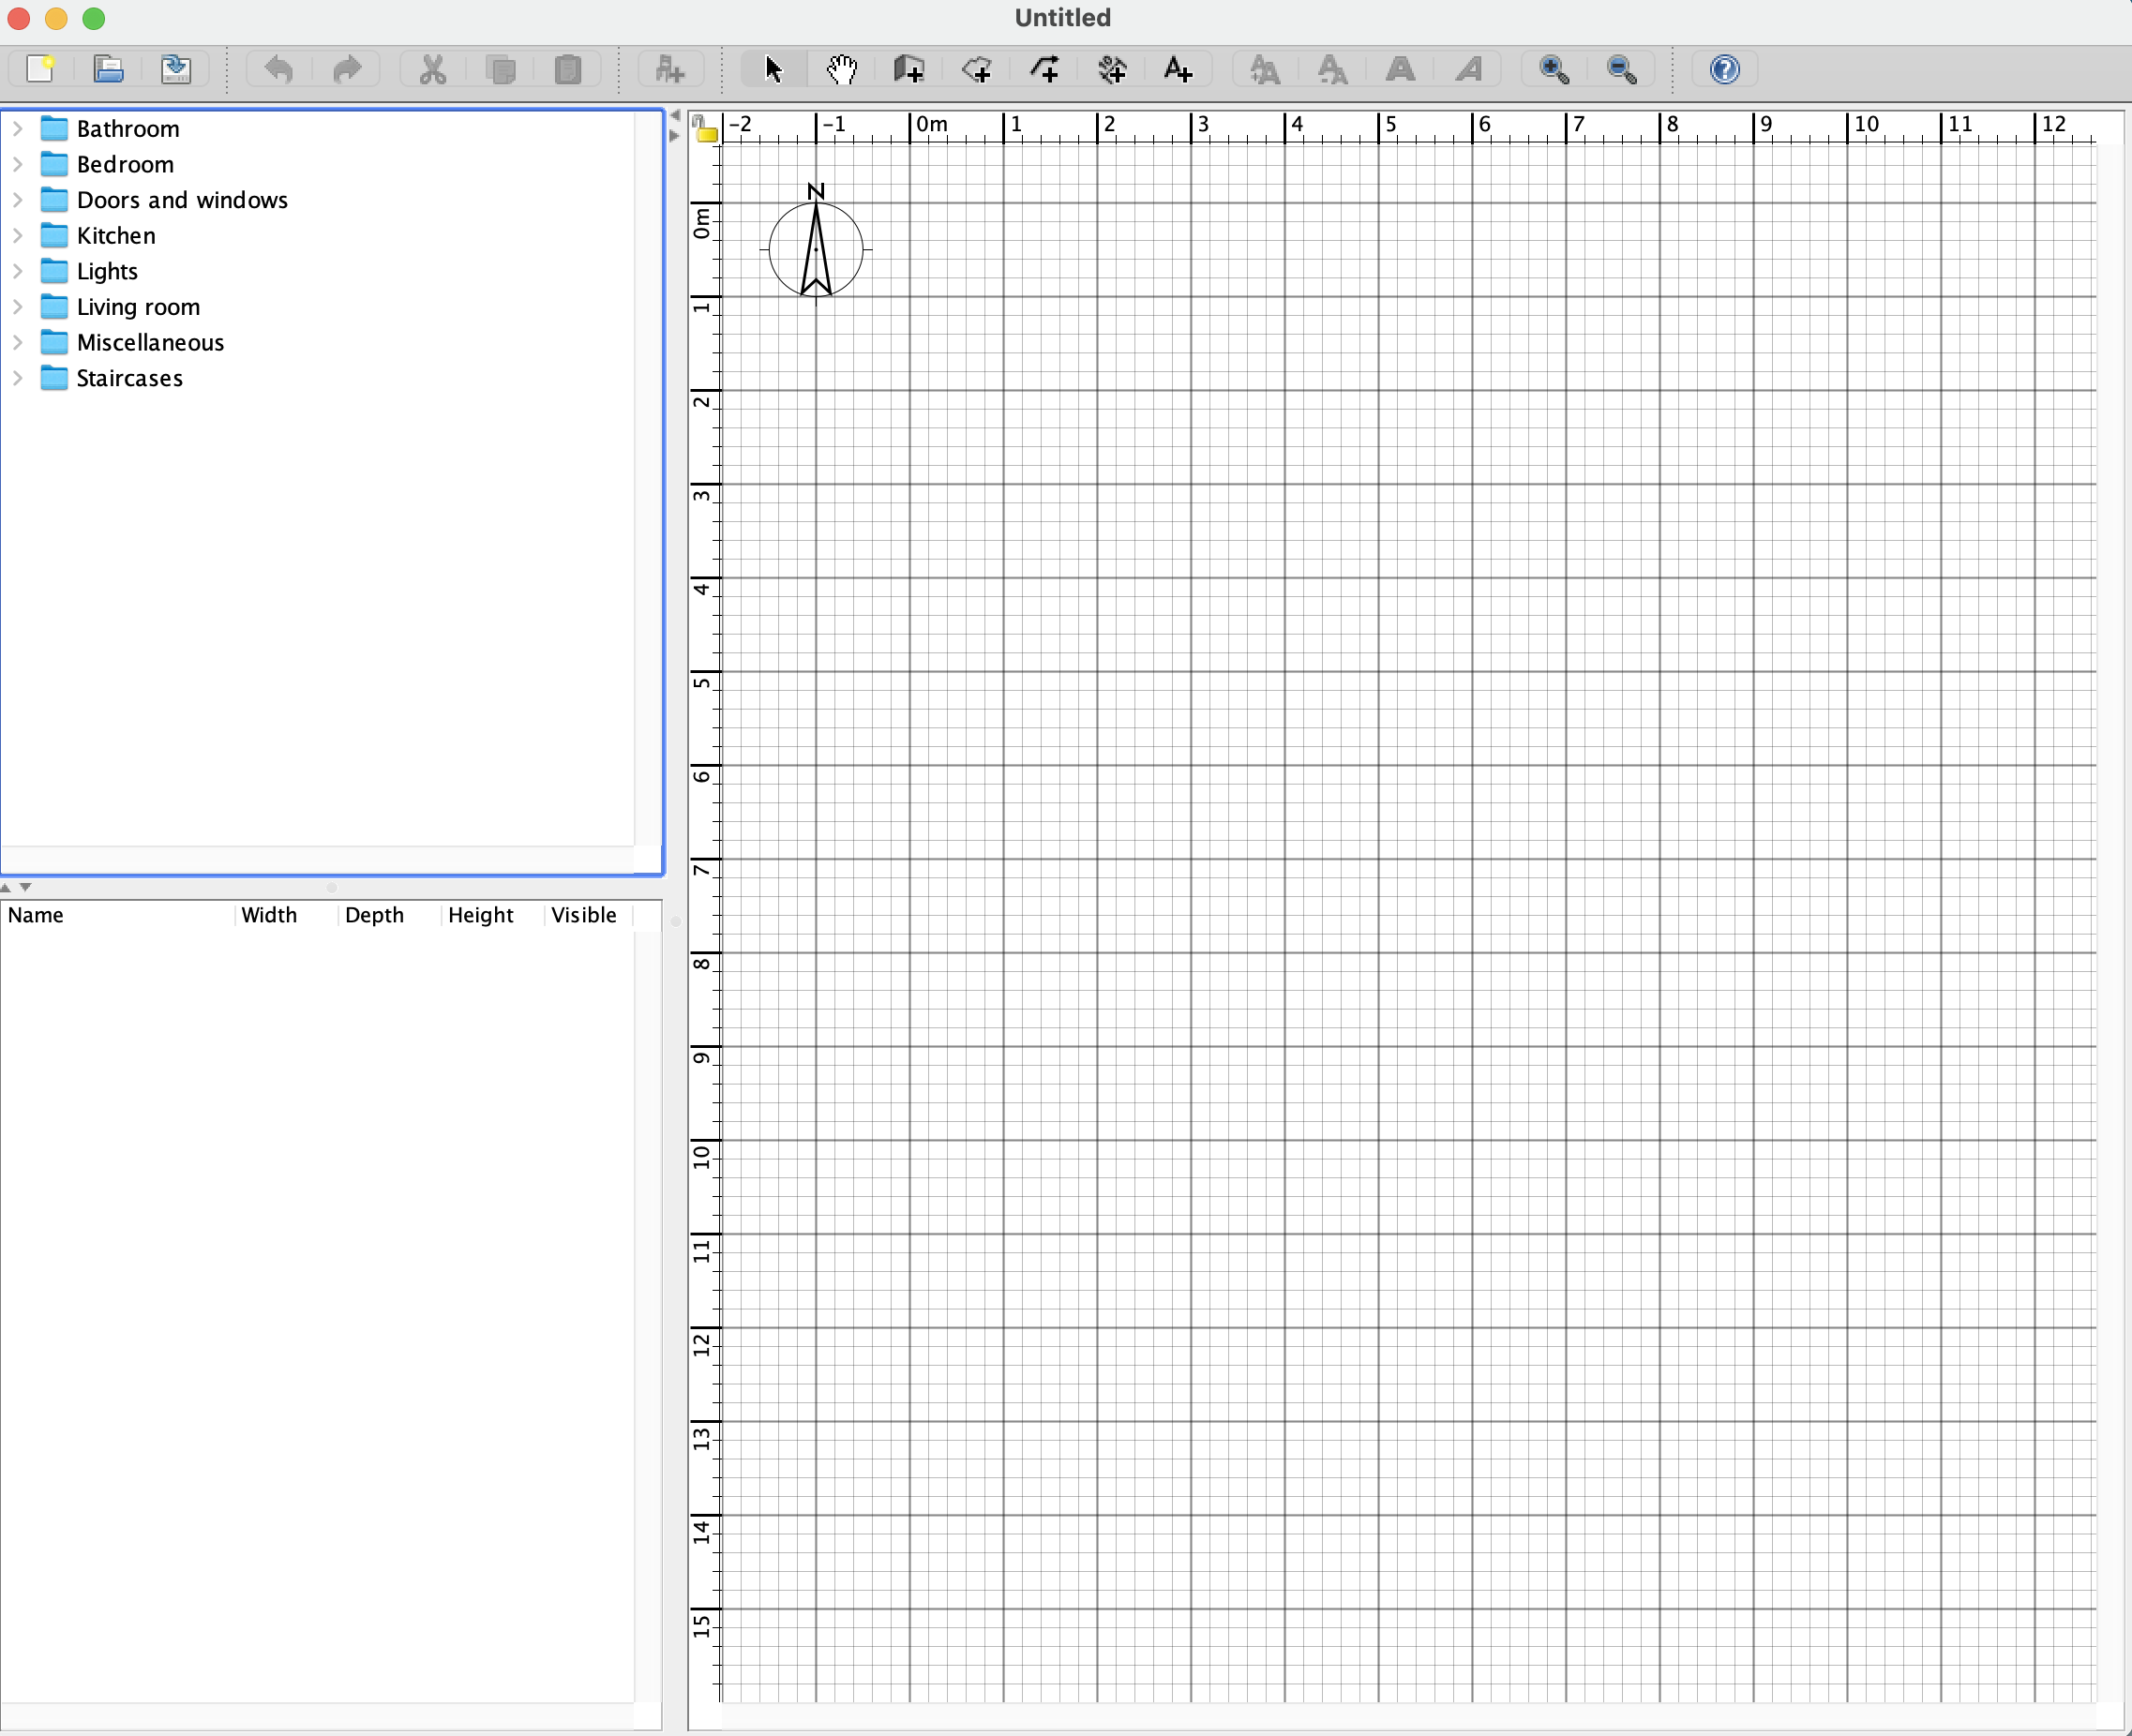 Untitled
Bathroom
Bedroom
Doors and windows
Kitchen
Lights
Living room
Miscellaneous
Staircases
Name Width Depth Height Visible
-2 -1 0m 1 2 3 4 5 6 7 8 9 10 11 12
N
0m
1
2
3
4
5
6
7
8
9
10
11
12
13
14
15